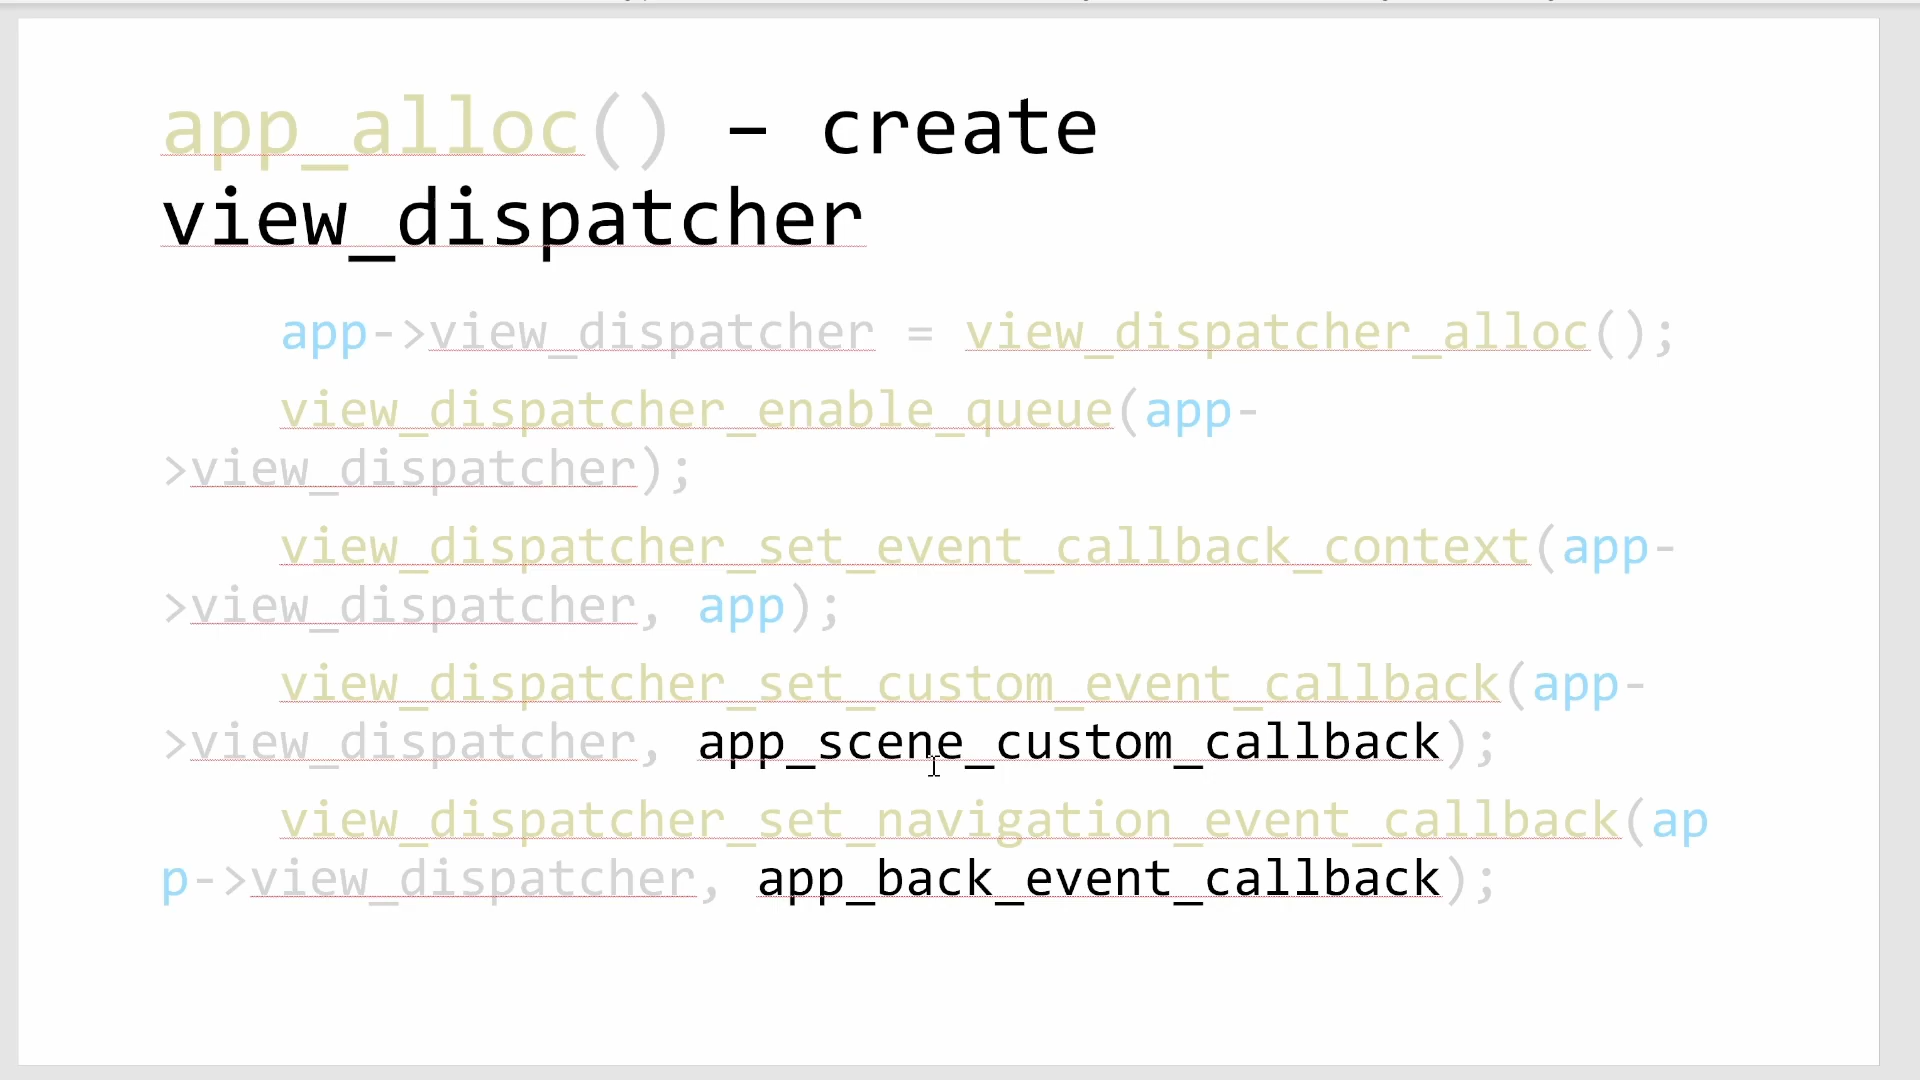 app_alloc() – create
view_dispatcher
app->view_dispatcher = view_dispatcher_alloc();
view_dispatcher_enable_queue(app-
>view_dispatcher);
view_dispatcher_set_event_callback_context(app-
>view_dispatcher, app);
view_dispatcher_set_custom_event_callback(app-
>view_dispatcher, app_scene_custom_callback);
view_dispatcher_set_navigation_event_callback(ap
p->view_dispatcher, app_back_event_callback);